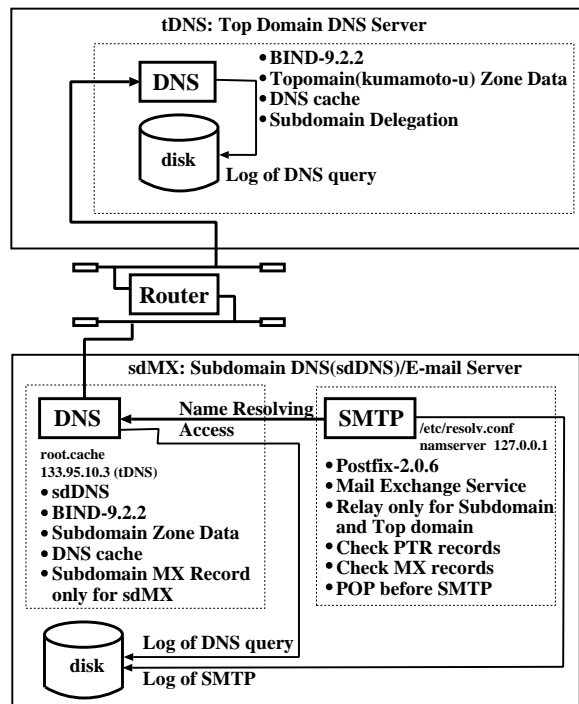 tDNS: Top Domain DNS Server
DNS
• BIND-9.2.2
• Topomain(kumamoto-u) Zone Data
• DNS cache
• Subdomain Delegation
disk
Log of DNS query
Router
sdMX: Subdomain DNS(sdDNS)/E-mail Server
DNS
Name Resolving
Access
SMTP
/etc/resolv.conf
namserver 127.0.0.1
root.cache
133.95.10.3 (tDNS)
• sdDNS
• BIND-9.2.2
• Subdomain Zone Data
• DNS cache
• Subdomain MX Record
only for sdMX
• Postfix-2.0.6
• Mail Exchange Service
• Relay only for Subdomain
and Top domain
• Check PTR records
• Check MX records
• POP before SMTP
disk
Log of DNS query
Log of SMTP